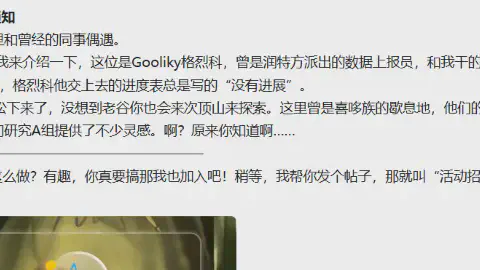 知
和曾经的同事偶遇。
我来介绍一下，这位是Gooliky格烈科，曾是润特方派出的数据上报员，和我干的
，格烈科他交上去的进度表总是写的“没有进展”。
松下来了，没想到老谷你也会来次顶山来探索。这里曾是喜哆族的歇息地，他们的
研究A组提供了不少灵感。啊？原来你知道啊……
么做？有趣，你真要搞那我也加入吧！稍等，我帮你发个帖子，那就叫“活动招